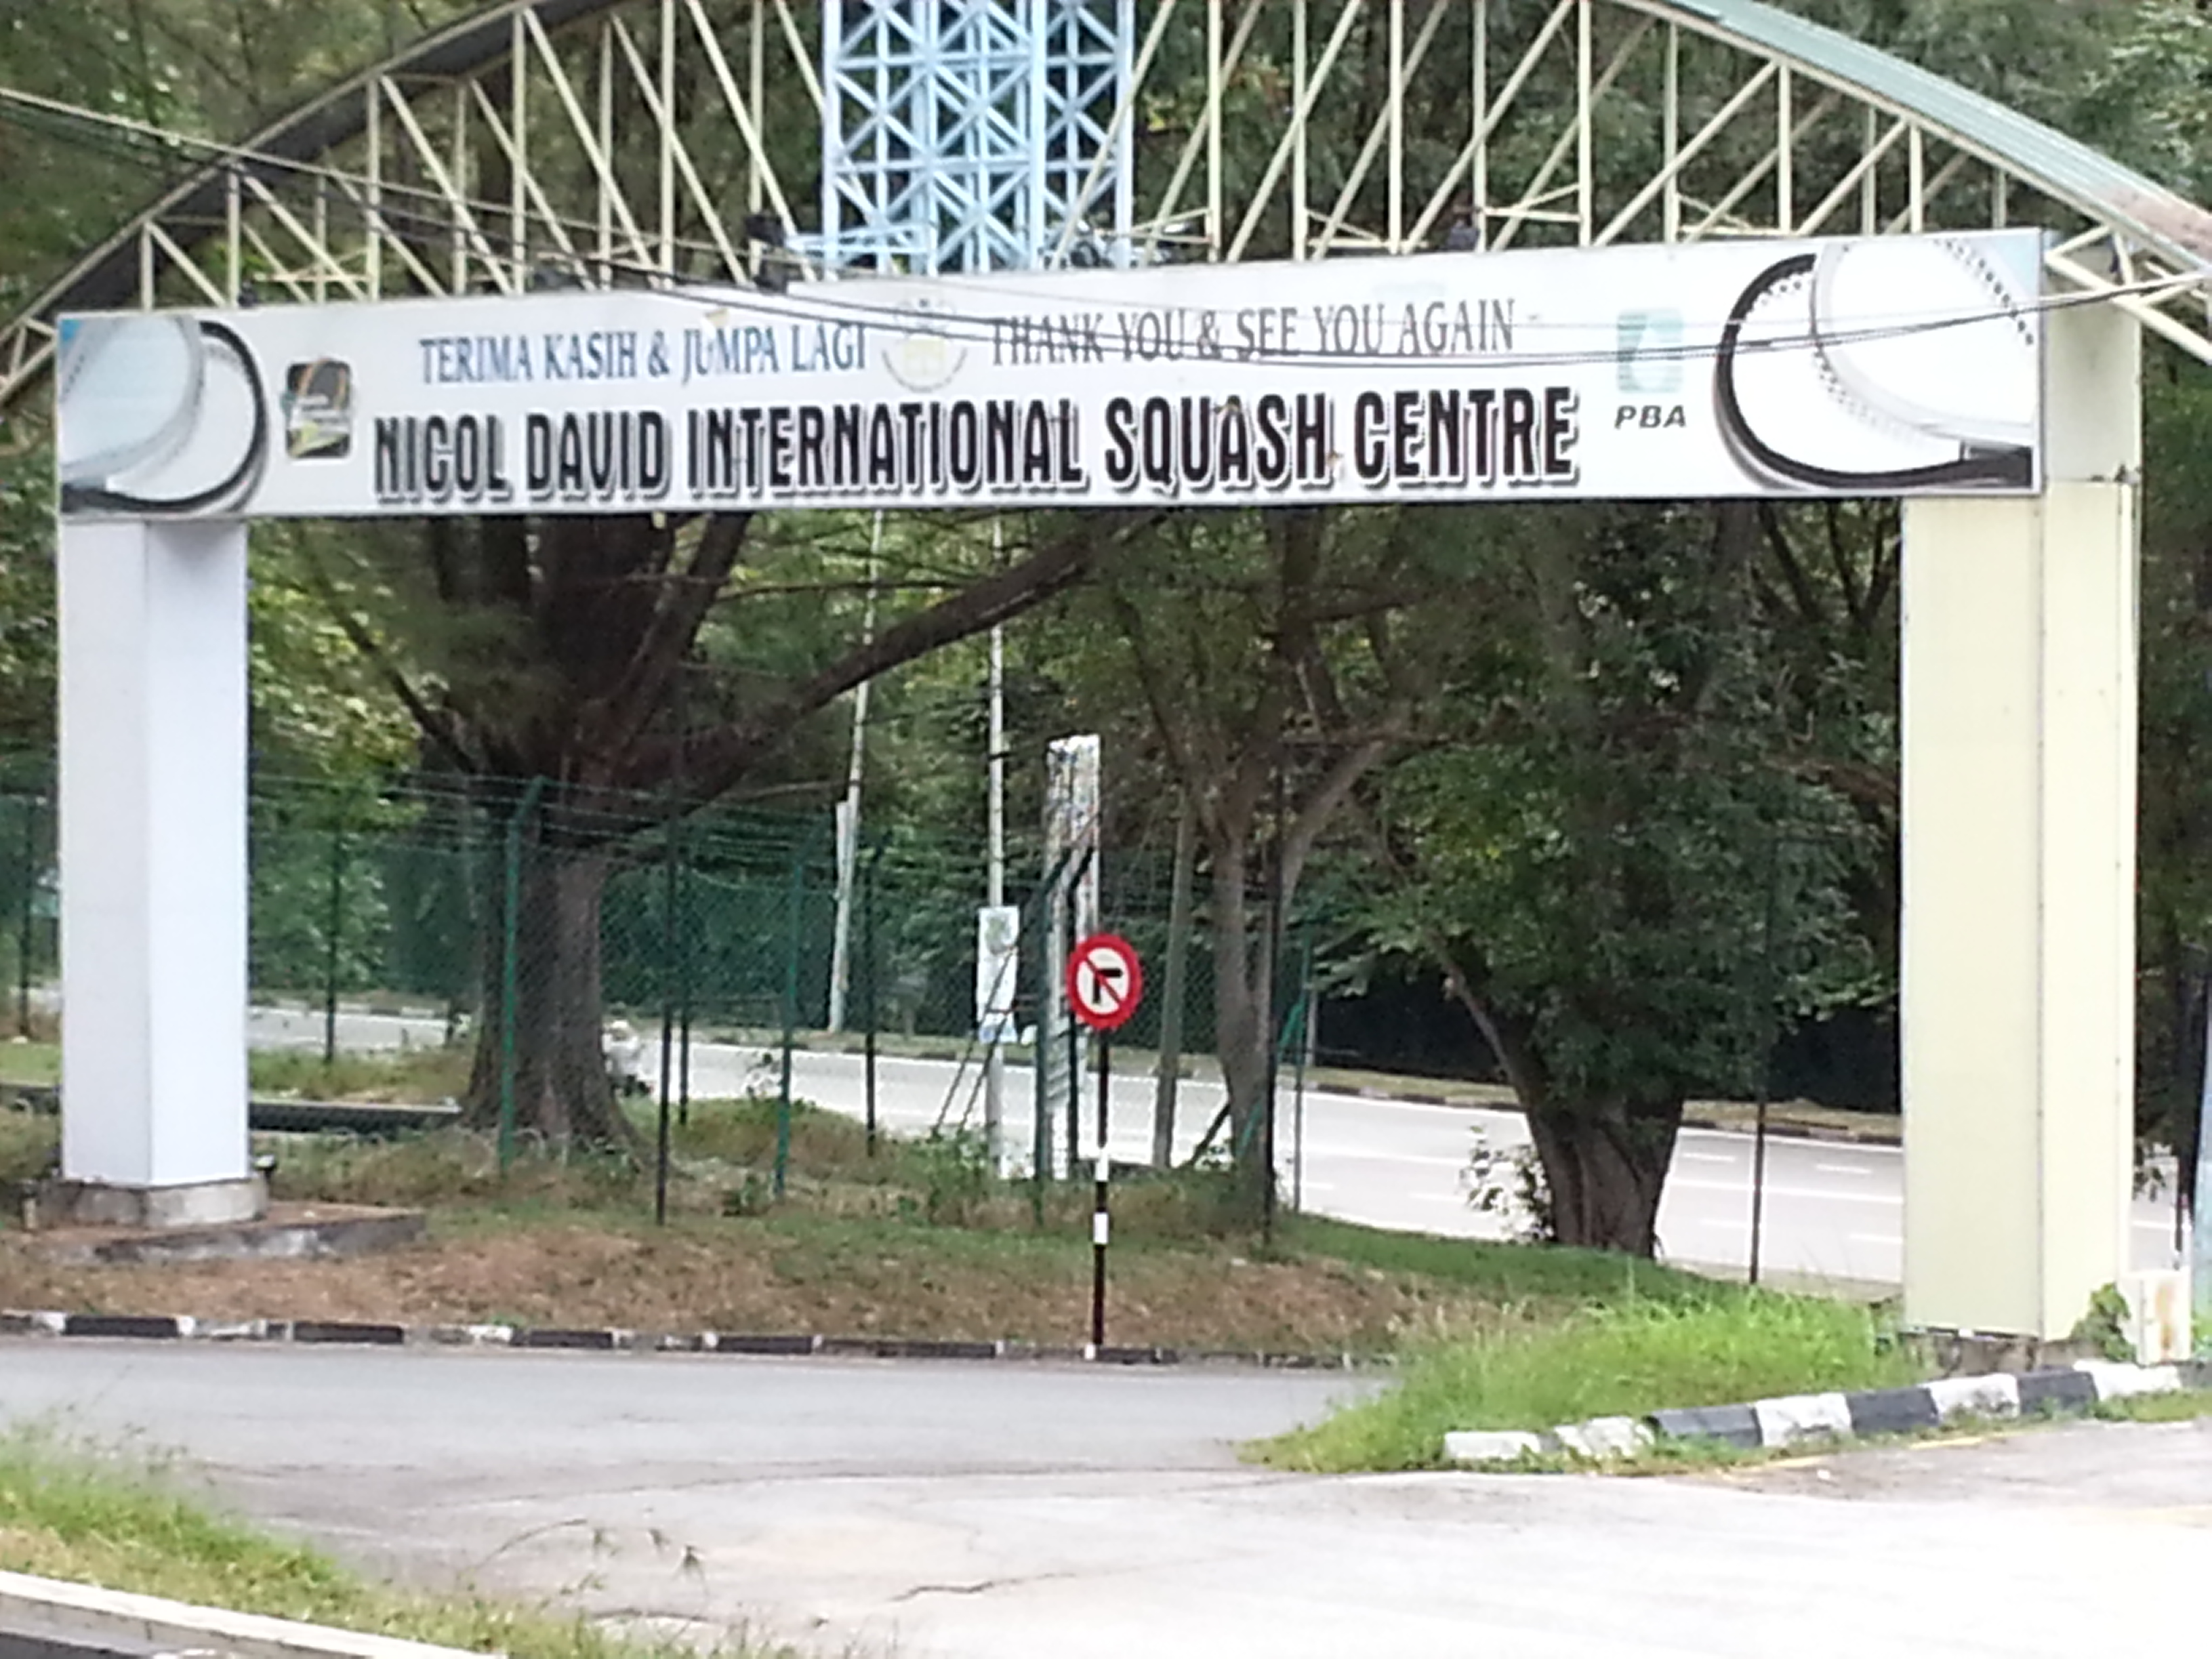 TERIMA KASIH & JUMPA LAGI THANK YOU & SEE YOU AGAIN
NICOL DAVID INTERNATIONAL SQUASH CENTRE
PBA